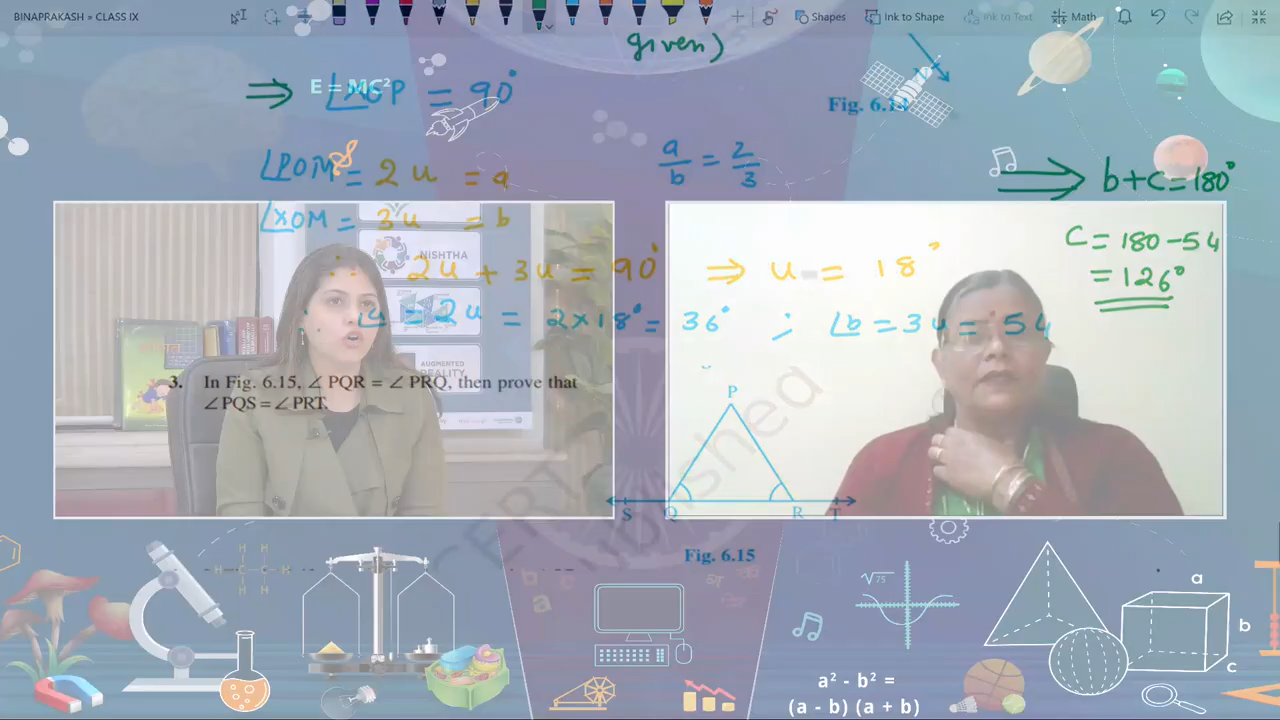 BINAPRAKASH » CLASS IX
Shapes
Ink to Shape
Ink to Text
Math
given)
E = MC²
= 90°
Fig. 6.14
∠POM = 2u = a
a/b = 2/3
⇒ b+c = 180°
∠XOM = 3u = b
NISHTHA
C = 180 - 54
= 126°
∴ 2u + 3u = 90° ⇒ u = 18°
= 2u = 2×18° = 36° ; ∠b = 3u = 54
AUGMENTED
REALITY
3. In Fig. 6.15, ∠ PQR = ∠ PRQ, then prove that
∠ PQS = ∠ PRT.
P
S Q R T
Fig. 6.15
H H
H C C H
H H
√75
a
b
c
a² - b² =
(a - b) (a + b)